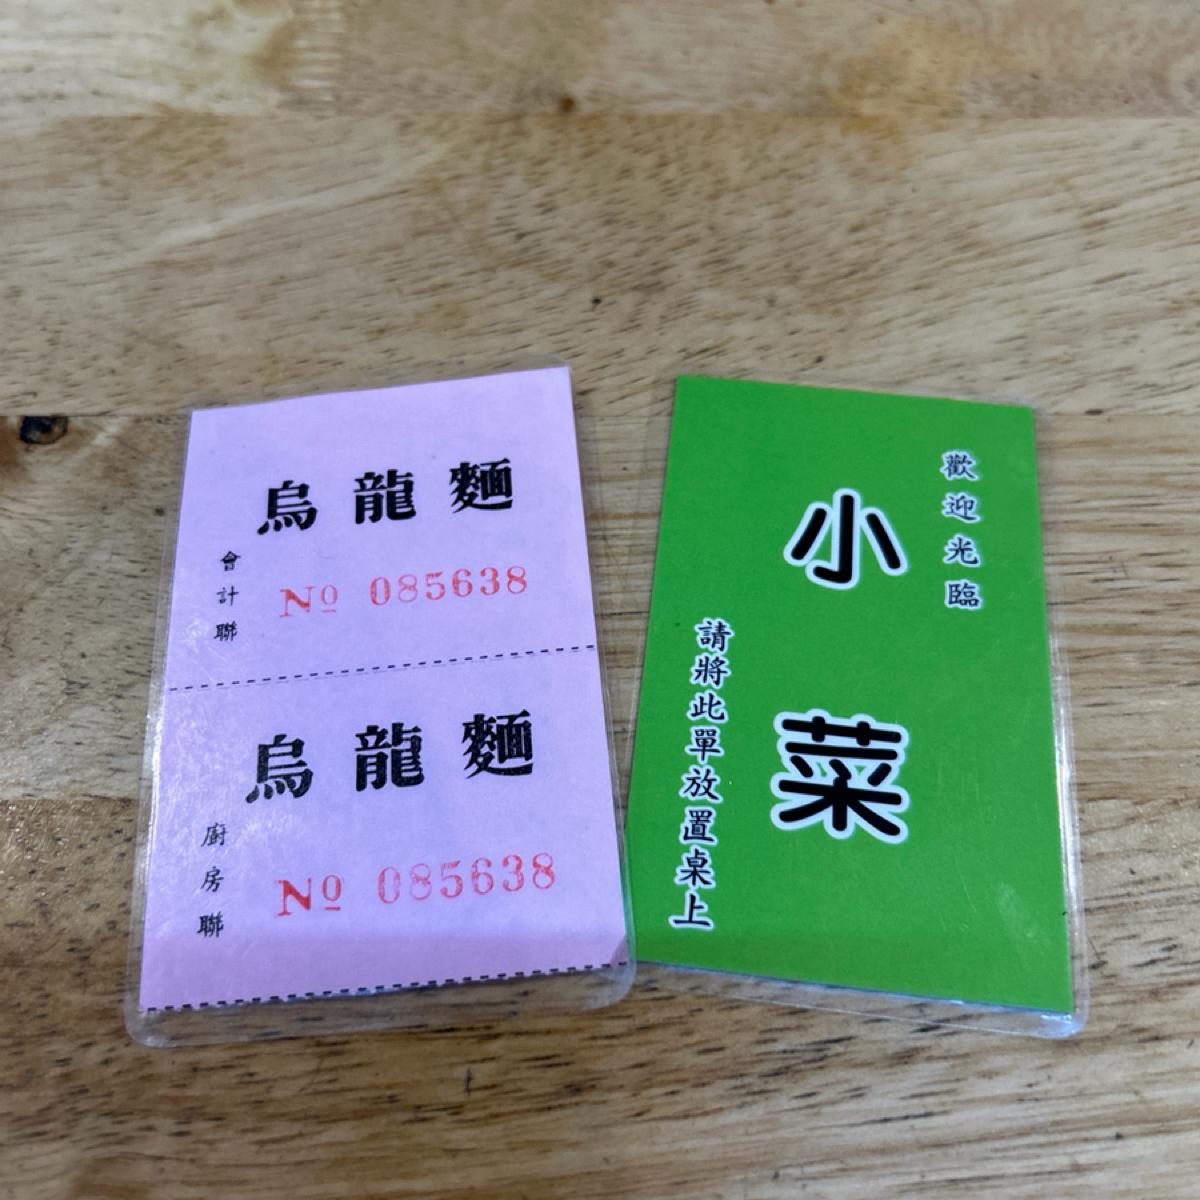 烏龍麵
會計聯
Nº 085638
烏龍麵
廚房聯
Nº 085638
歡迎光臨
小菜
請將此單放置桌上